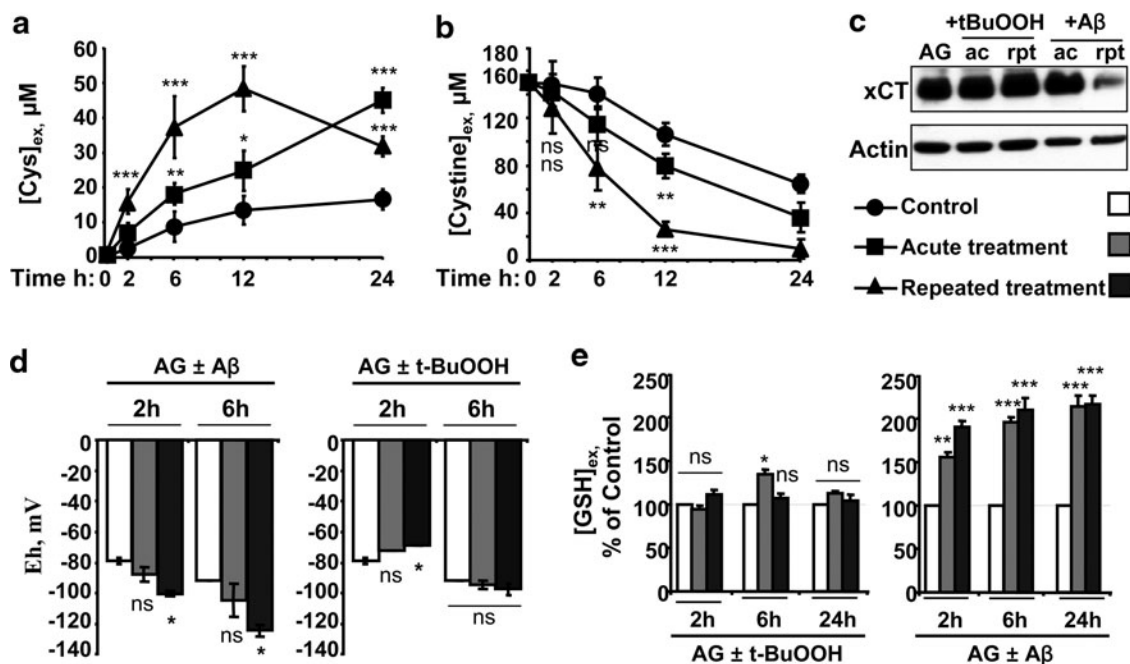 a
[Cys]ex, µM
60
50
40
30
20
10
0
***
***
***
***
***
*
**
Time h: 0 2 6 12 24
b
[Cystine]ex, µM
180
160
120
80
40
0
ns
ns
ns
**
**
***
Time h: 0 2 6 12 24
c
+tBuOOH +Aβ
AG ac rpt ac rpt
xCT
Actin
Control
Acute treatment
Repeated treatment
d
AG ± Aβ
2h 6h
Eh, mV
0
-20
-40
-60
-80
-100
-120
-140
ns
*
ns
*
AG ± t-BuOOH
2h 6h
0
-20
-40
-60
-80
-100
-120
-140
ns *
ns
e
[GSH]ex,
% of Control
250
200
150
100
50
0
ns
*
ns
ns
2h 6h 24h
AG ± t-BuOOH
250
200
150
100
50
0
**
***
***
***
***
***
2h 6h 24h
AG ± Aβ